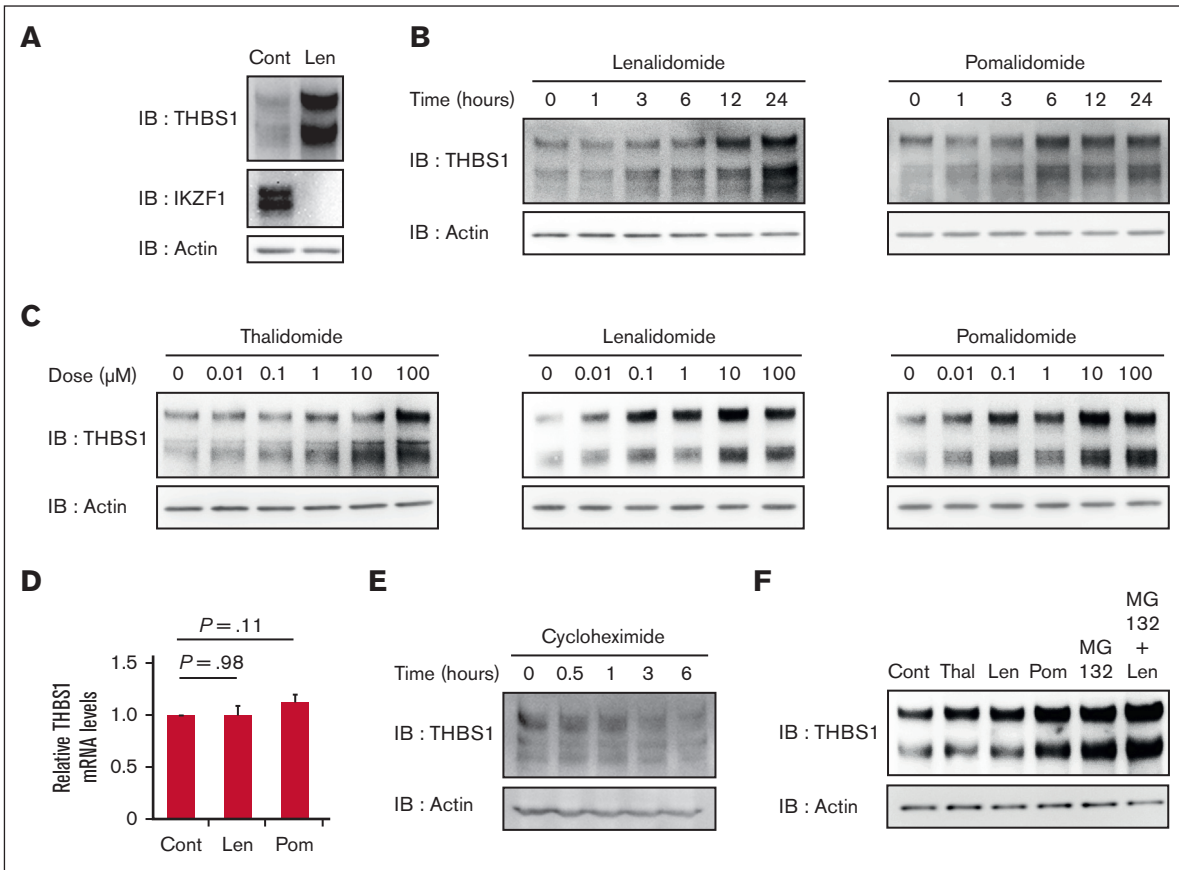 A
Cont Len
IB : THBS1
IB : IKZF1
IB : Actin
B
Lenalidomide
Pomalidomide
Time (hours) 0 1 3 6 12 24 0 1 3 6 12 24
IB : THBS1
IB : Actin
C
Thalidomide
Lenalidomide
Pomalidomide
Dose (µM) 0 0.01 0.1 1 10 100 0 0.01 0.1 1 10 100 0 0.01 0.1 1 10 100
IB : THBS1
IB : Actin
D
P = .11
P = .98
Relative THBS1
mRNA levels
1.5
1.0
0.5
0
Cont Len Pom
E
Cycloheximide
Time (hours) 0 0.5 1 3 6
IB : THBS1
IB : Actin
F
Cont Thal Len Pom
MG
132
MG
132
+
Len
IB : THBS1
IB : Actin